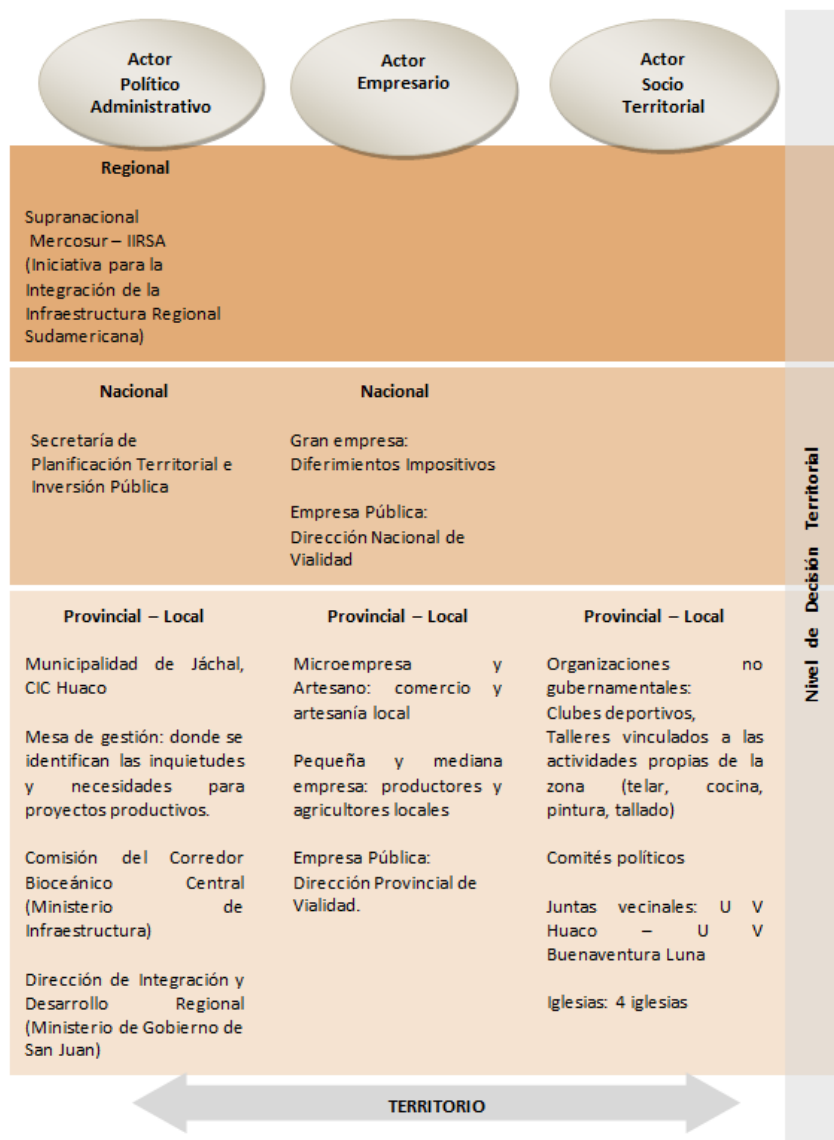 Actor
Político
Administrativo
Actor
Empresario
Actor
Socio
Territorial
Regional
Supranacional
Mercosur – IIRSA
(Iniciativa para la
Integración de la
Infraestructura Regional
Sudamericana)
Nacional
Secretaría de
Planificación Territorial e
Inversión Pública
Nacional
Gran empresa:
Diferimientos Impositivos
Empresa Pública:
Dirección Nacional de
Vialidad
Provincial – Local
Municipalidad de Jáchal,
CIC Huaco
Mesa de gestión: donde se
identifican las inquietudes
y necesidades para
proyectos productivos.
Comisión del Corredor
Bioceánico Central
(Ministerio de
Infraestructura)
Dirección de Integración y
Desarrollo Regional
(Ministerio de Gobierno de
San Juan)
Provincial – Local
Microempresa y
Artesano: comercio y
artesanía local
Pequeña y mediana
empresa: productores y
agricultores locales
Empresa Pública:
Dirección Provincial de
Vialidad.
Provincial – Local
Organizaciones no
gubernamentales:
Clubes deportivos,
Talleres vinculados a las
actividades propias de la
zona (telar, cocina,
pintura, tallado)
Comités políticos
Juntas vecinales: U V
Huaco – U V
Buenaventura Luna
Iglesias: 4 iglesias
Nivel de Decisión Territorial
TERRITORIO